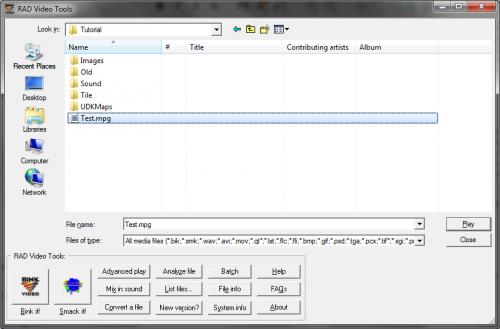 RAD Video Tools
Look in: Tutorial
Name # Title Contributing artists Album
Images
Old
Sound
Tile
UDKMaps
Test.mpg
Recent Places
Desktop
Libraries
Computer
Network
File name: Test.mpg Play
Files of type: All media files (*.bik;*.smk;*.wav;*.avi;*.mov;*.qt;*.lat;*.flc;*.fli;*.bmp;*.gif;*.psd;*.tga;*.pcx;*.tif;*.agi;*. Close
RAD Video Tools:
BINK VIDEO
Bink it! Smack it!
Advanced play Analyze file Batch Help
Mix in sound List files... File info FAQs
Convert a file New version? System info About